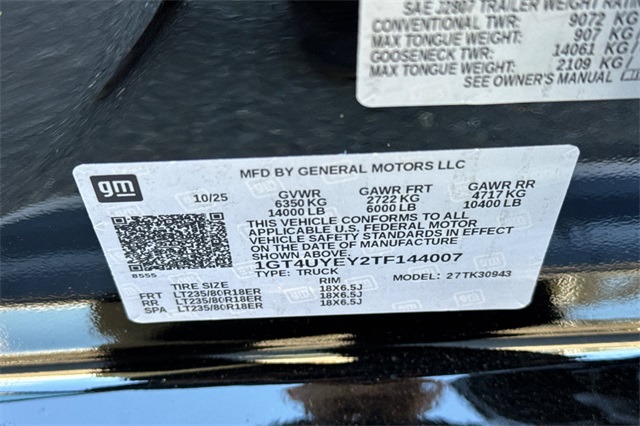 SAE J2807 TRAILER WEIGHT RATIN
CONVENTIONAL TWR: 9072 KG
MAX TONGUE WEIGHT: 907 KG
GOOSENECK TWR: 14061 KG
MAX TONGUE WEIGHT: 2109 KG
SEE OWNER'S MANUAL
MFD BY GENERAL MOTORS LLC
gm
10/25 GVWR GAWR FRT GAWR RR
6350 KG 2722 KG 4717 KG
14000 LB 6000 LB 10400 LB
THIS VEHICLE CONFORMS TO ALL
APPLICABLE U.S. FEDERAL MOTOR
VEHICLE SAFETY STANDARDS IN EFFECT
ON THE DATE OF MANUFACTURE
SHOWN ABOVE.
8555 1GT4UYEY2TF144007
TYPE: TRUCK MODEL: 27TK30943
TIRE SIZE RIM
FRT LT235/80R18ER 18X6.5J
RR LT235/80R18ER 18X6.5J
SPA LT235/80R18ER 18X6.5J